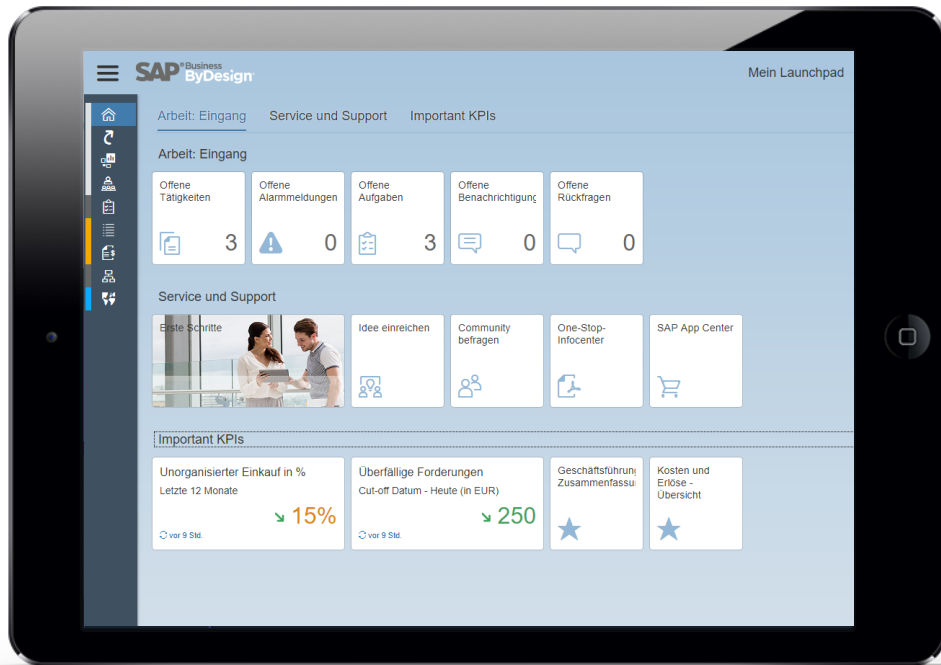 SAP® Business ByDesign
Mein Launchpad
Arbeit: Eingang Service und Support Important KPIs
Arbeit: Eingang
Offene
Tätigkeiten
3
Offene
Alarmmeldungen
0
Offene
Aufgaben
3
Offene
Benachrichtigung
0
Offene
Rückfragen
0
Service und Support
Erste Schritte
Idee einreichen
Community
befragen
One-Stop-
Infocenter
SAP App Center
Important KPIs
Unorganisierter Einkauf in %
Letzte 12 Monate
15%
vor 9 Std.
Überfällige Forderungen
Cut-off Datum - Heute (in EUR)
250
vor 9 Std.
Geschäftsführun
Zusammenfassu
Kosten und
Erlöse -
Übersicht